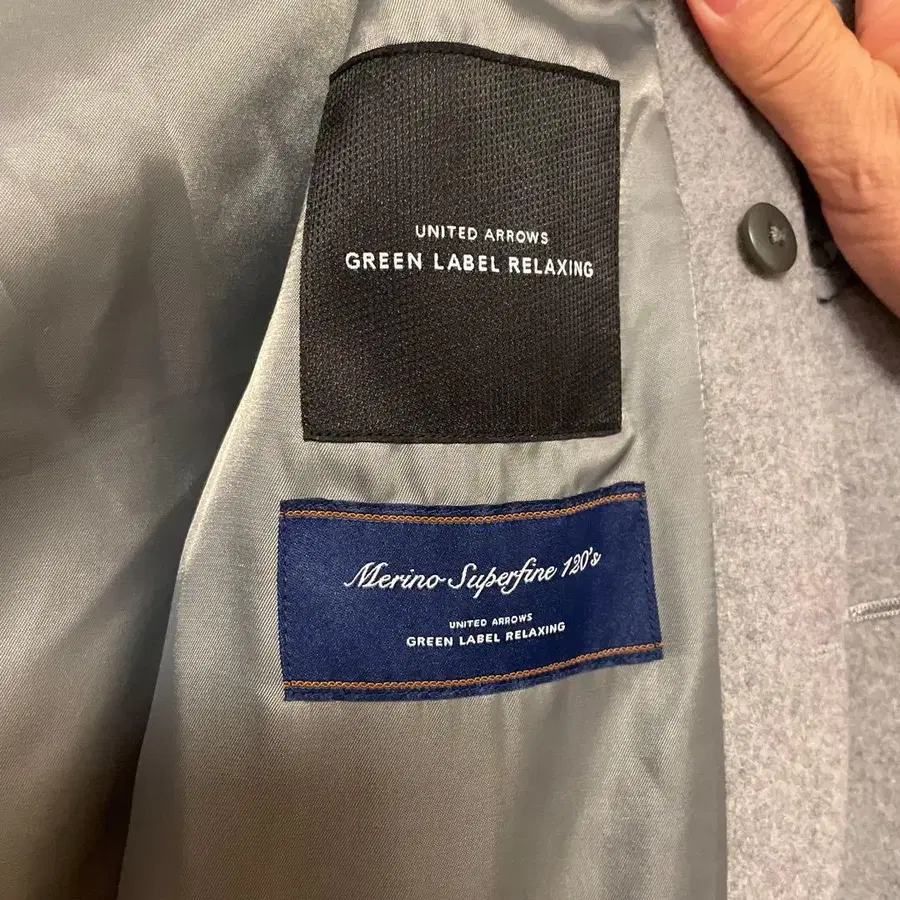 UNITED ARROWS
GREEN LABEL RELAXING
Merino Superfine 120's
UNITED ARROWS
GREEN LABEL RELAXING